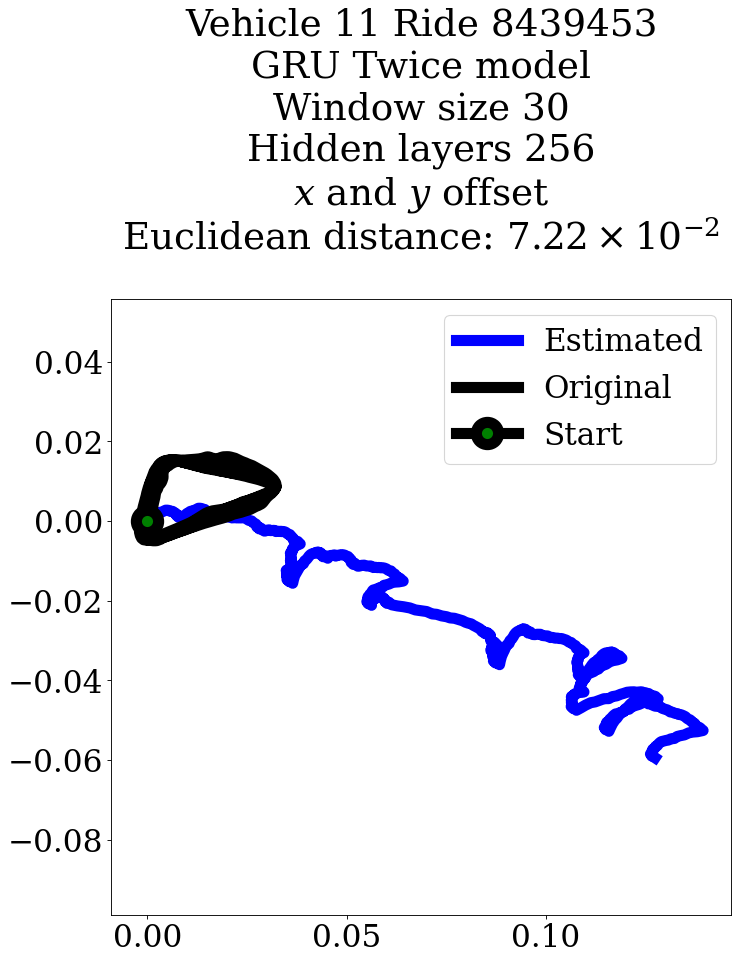 Vehicle 11 Ride 8439453
GRU Twice model
Window size 30
Hidden layers 256
x and y offset
Euclidean distance: 7.22 × 10⁻²
Estimated
Original
Start
0.04
0.02
0.00
−0.02
−0.04
−0.06
−0.08
0.00 0.05 0.10